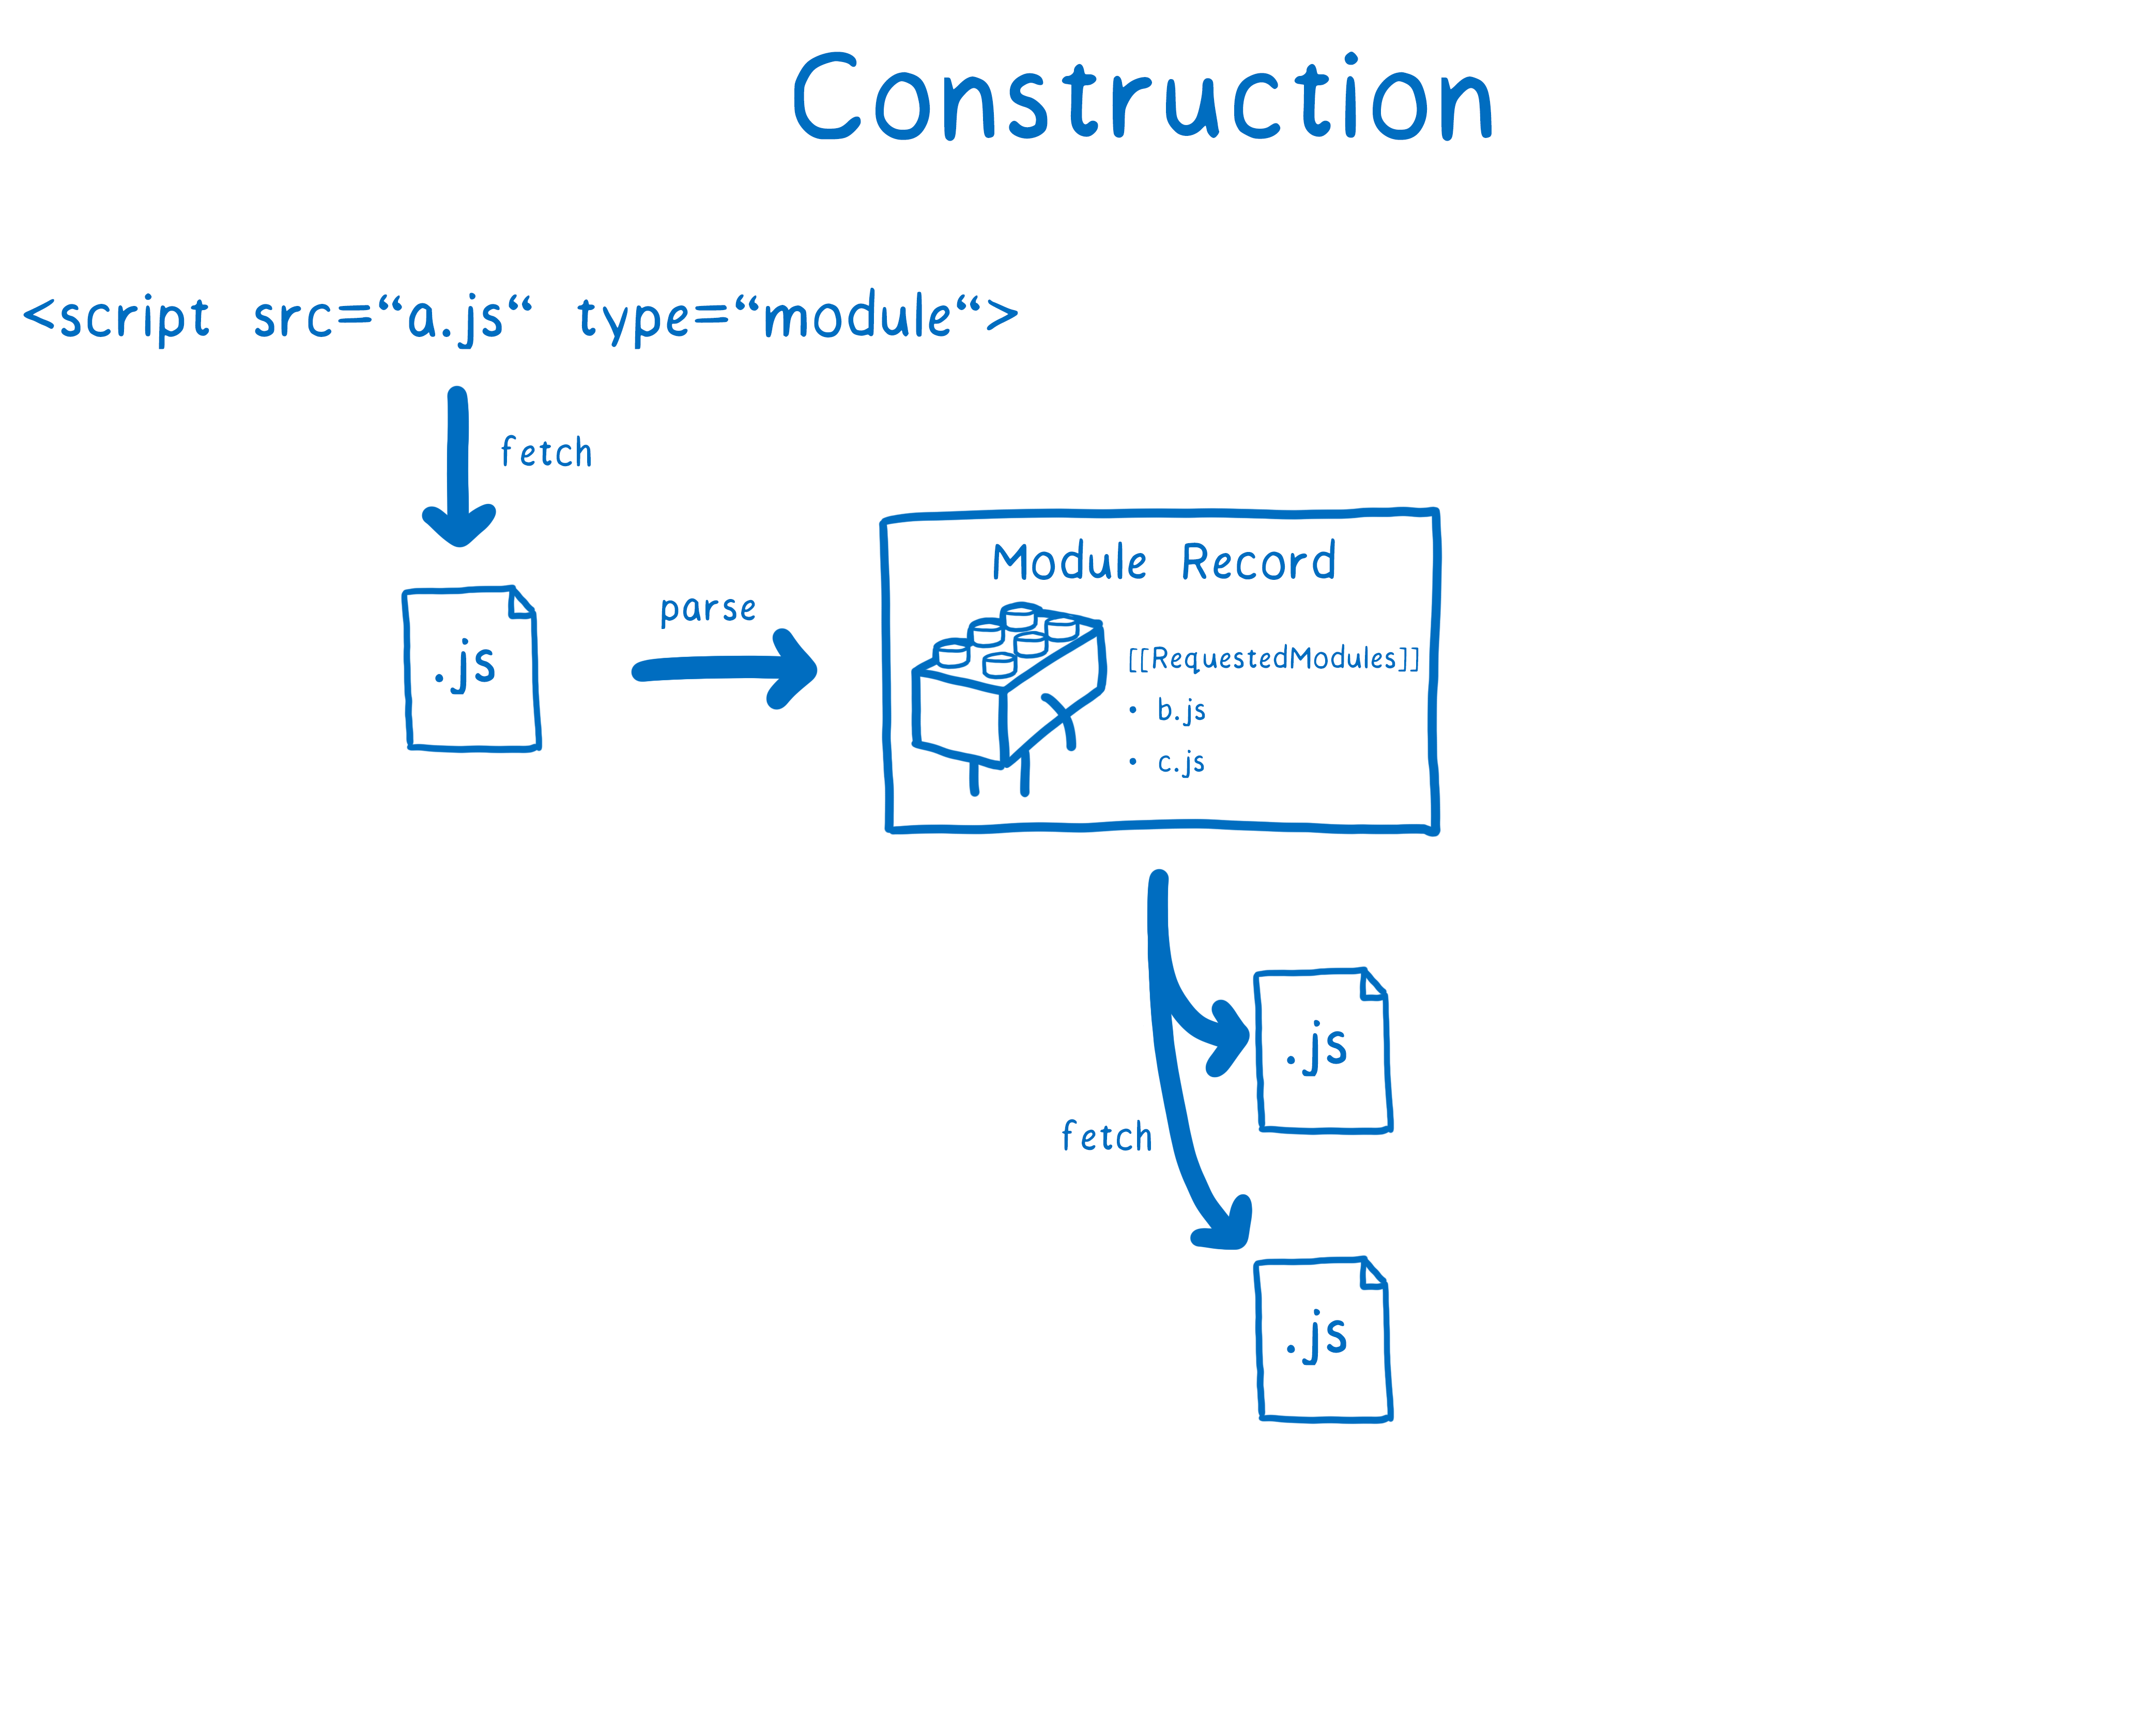 Construction
<script src=“a.js“ type=“module“>
fetch
Module Record
parse
.js
[[RequestedModules]]
• b.js
• c.js
.js
fetch
.js